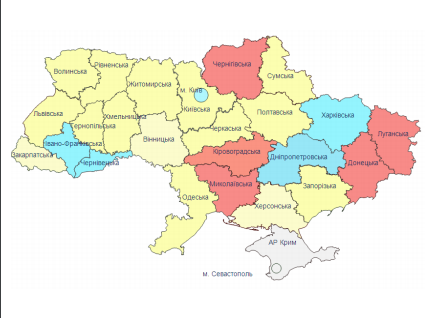 Чернігівська
Волинська
Рівненська
Сумська
Житомирська
м. Київ
Київська
Львівська
Хмельницька
Полтавська
Харківська
Тернопільська
Черкаська
Луганська
Івано-Франківська
Вінницька
Кіровоградська
Дніпропетровська
Донецька
Закарпатська
Чернівецька
Миколаївська
Запорізька
Одеська
Херсонська
АР Крим
м. Севастополь